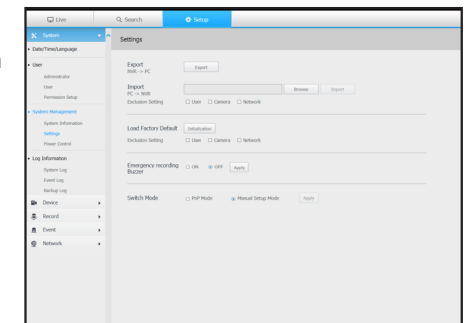 Live
Search
Setup
System
Settings
Date/Time/Language
User
Administrator
User
Permission Setup
System Management
System Information
Settings
Power Control
Log Information
System Log
Event Log
Backup Log
Device
Record
Event
Network
Export
NVR -> PC
Export
Import
PC -> NVR
Browse
Import
Exclusion Setting
User
Camera
Network
Load Factory Default
Initialization
Exclusion Setting
User
Camera
Network
Emergency recording
Buzzer
ON
OFF
Apply
Switch Mode
PnP Mode
Manual Setup Mode
Apply